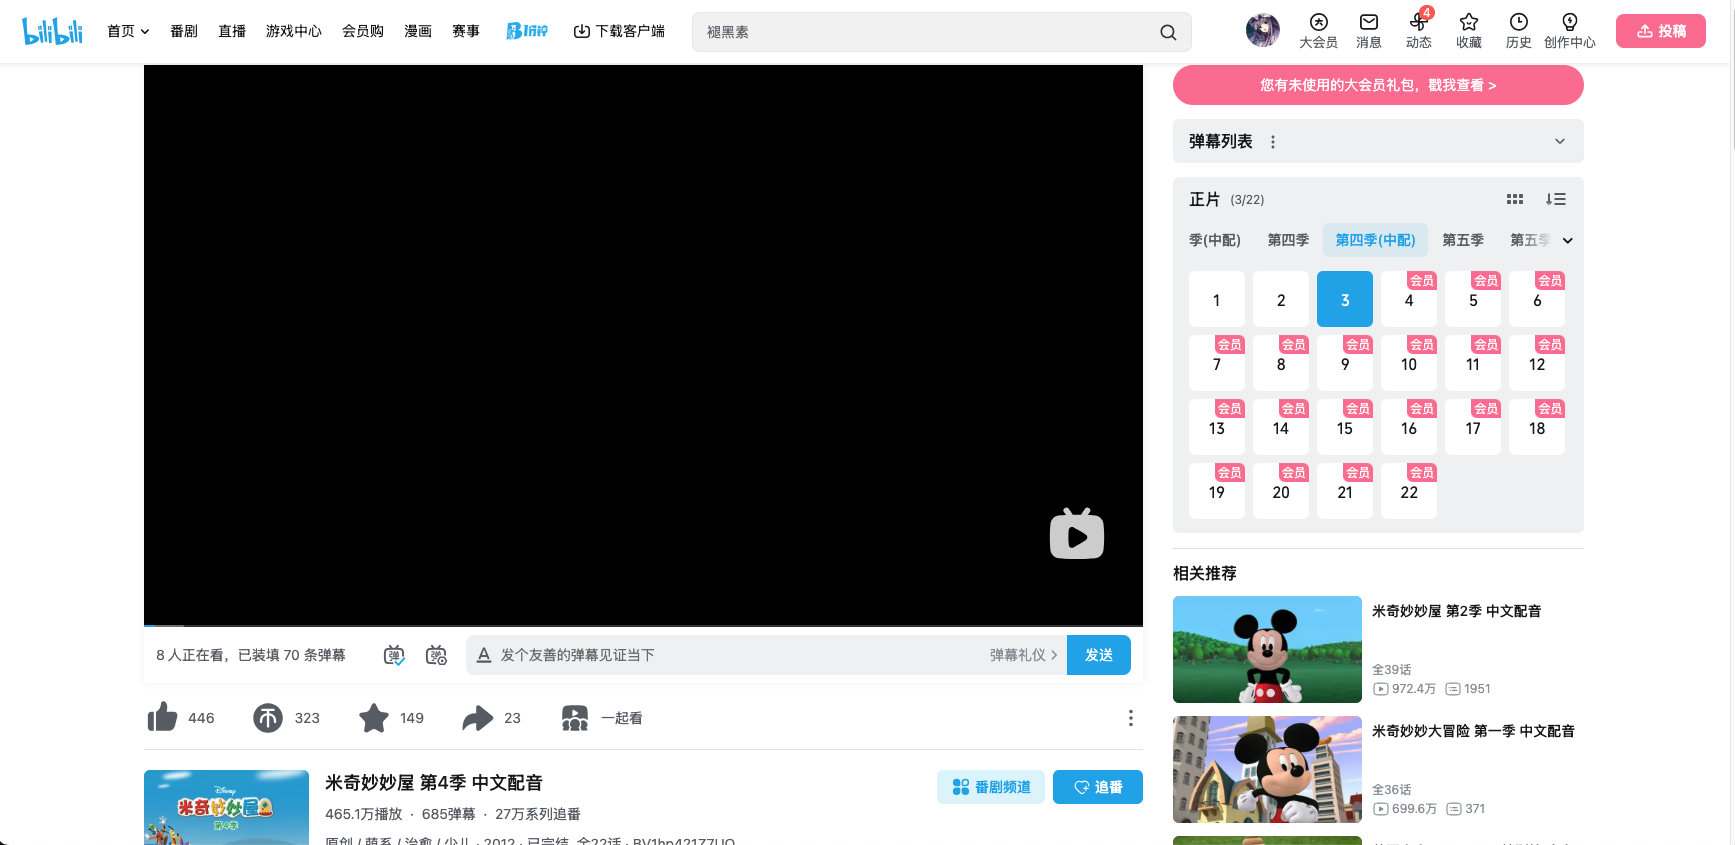 bilibili 首页 番剧 直播 游戏中心 会员购 漫画 赛事 下载客户端 褪黑素 大会员 消息 4 动态 收藏 历史 创作中心 投稿
您有未使用的大会员礼包，戳我查看 >
弹幕列表
正片 (3/22)
季(中配) 第四季 第四季(中配) 第五季 第五季
1 2 3 4 会员 5 会员 6 会员
7 会员 8 会员 9 会员 10 会员 11 会员 12 会员
13 会员 14 会员 15 会员 16 会员 17 会员 18 会员
19 会员 20 会员 21 会员 22 会员
8 人正在看，已装填 70 条弹幕 弹 弹 A 发个友善的弹幕见证当下 弹幕礼仪 > 发送
446 323 149 23 一起看
Disney
米奇妙妙屋
第4季
米奇妙妙屋 第4季 中文配音
465.1万播放 · 685弹幕 · 27万系列追番
原创 / 萌系 / 治愈 / 少儿 · 2012 · 已完结, 全22话 · BV1hp421Z7UQ
番剧频道 追番
相关推荐
米奇妙妙屋 第2季 中文配音
全39话
972.4万 1951
米奇妙妙大冒险 第一季 中文配音
全36话
699.6万 371